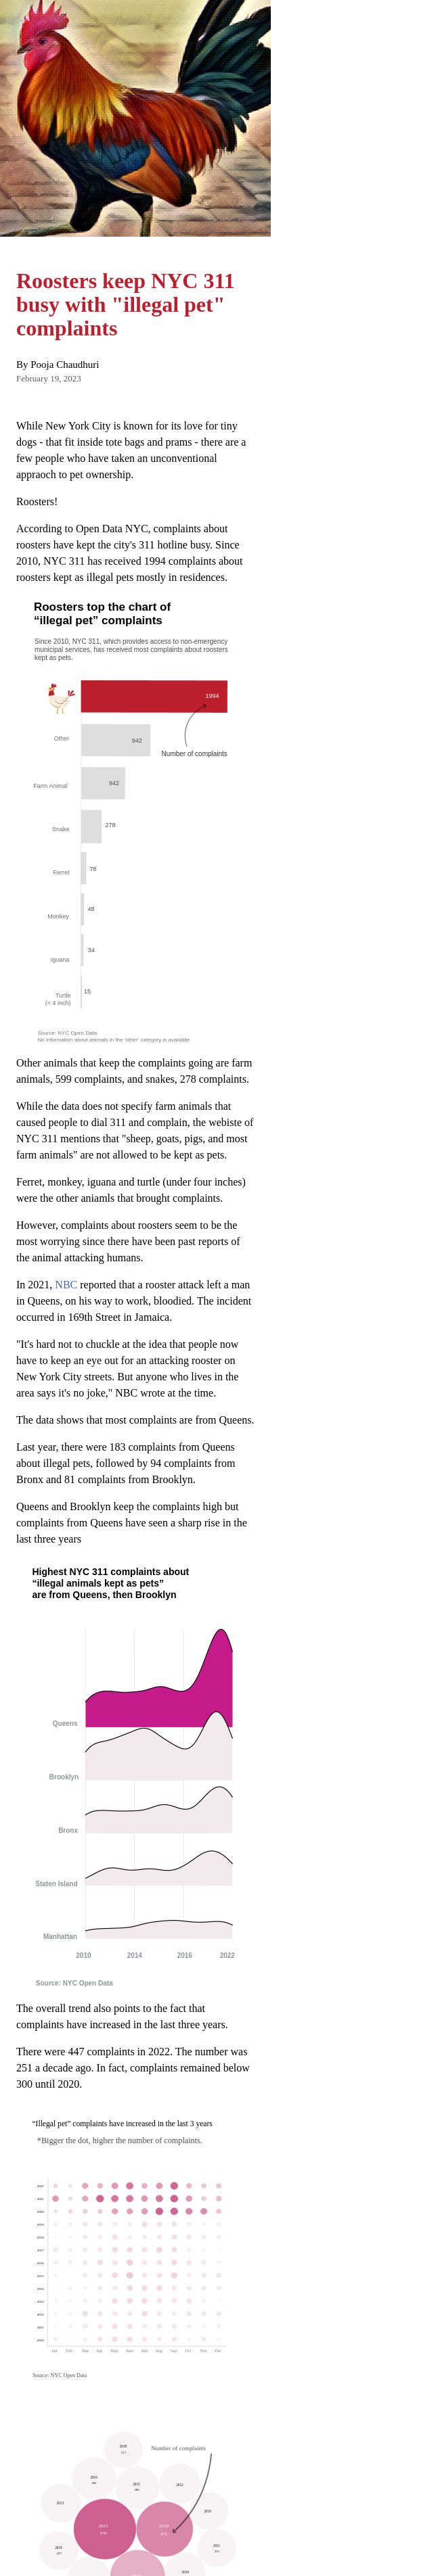 Roosters keep NYC 311
busy with "illegal pet"
complaints
By Pooja Chaudhuri
February 19, 2023
While New York City is known for its love for tiny
dogs - that fit inside tote bags and prams - there are a
few people who have taken an unconventional
appraoch to pet ownership.
Roosters!
According to Open Data NYC, complaints about
roosters have kept the city's 311 hotline busy. Since
2010, NYC 311 has received 1994 complaints about
roosters kept as illegal pets mostly in residences.
Roosters top the chart of
“illegal pet” complaints
Since 2010, NYC 311, which provides access to non-emergency
municipal services, has received most complaints about roosters
kept as pets.
1994
Other 942
Number of complaints
Farm Animal 942
Snake 278
Ferret 78
Monkey 48
Iguana 34
Turtle 15
(< 4 inch)
Source: NYC Open Data
No information about animals in the 'other' category is available.
Other animals that keep the complaints going are farm
animals, 599 complaints, and snakes, 278 complaints.
While the data does not specify farm animals that
caused people to dial 311 and complain, the webiste of
NYC 311 mentions that "sheep, goats, pigs, and most
farm animals" are not allowed to be kept as pets.
Ferret, monkey, iguana and turtle (under four inches)
were the other aniamls that brought complaints.
However, complaints about roosters seem to be the
most worrying since there have been past reports of
the animal attacking humans.
In 2021, NBC reported that a rooster attack left a man
in Queens, on his way to work, bloodied. The incident
occurred in 169th Street in Jamaica.
"It's hard not to chuckle at the idea that people now
have to keep an eye out for an attacking rooster on
New York City streets. But anyone who lives in the
area says it's no joke," NBC wrote at the time.
The data shows that most complaints are from Queens.
Last year, there were 183 complaints from Queens
about illegal pets, followed by 94 complaints from
Bronx and 81 complaints from Brooklyn.
Queens and Brooklyn keep the complaints high but
complaints from Queens have seen a sharp rise in the
last three years
Highest NYC 311 complaints about
“illegal animals kept as pets”
are from Queens, then Brooklyn
Queens
Brooklyn
Bronx
Staten Island
Manhattan
2010 2014 2016 2022
Source: NYC Open Data
The overall trend also points to the fact that
complaints have increased in the last three years.
There were 447 complaints in 2022. The number was
251 a decade ago. In fact, complaints remained below
300 until 2020.
“Illegal pet” complaints have increased in the last 3 years
*Bigger the dot, higher the number of complaints.
Jan Feb Mar Apr May June July Aug Sep Oct Nov Dec
Source: NYC Open Data
Number of complaints